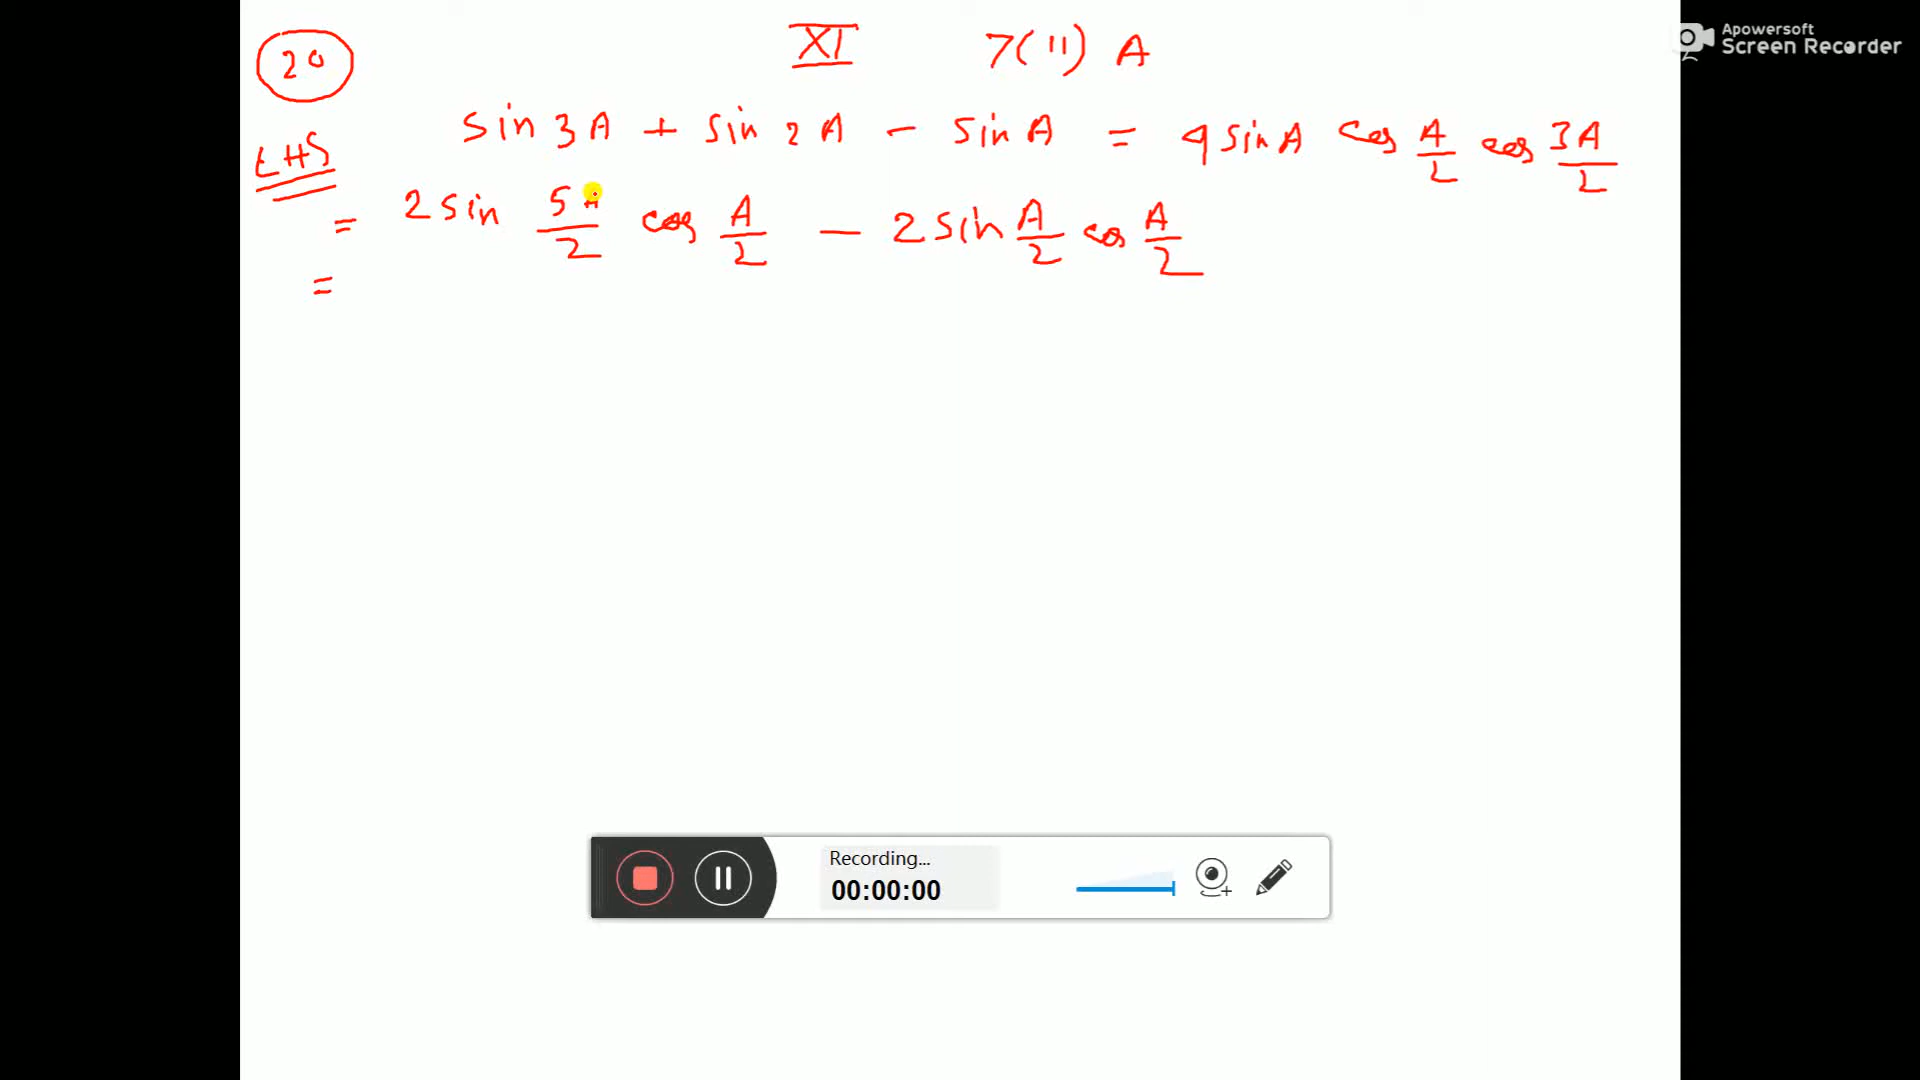 20 XI 7(11) A
sin 3A + sin 2A - sin A = 4 sin A cos A/2 cos 3A/2
LHS
= 2 sin 5A/2 cos A/2 - 2 sin A/2 cos A/2
=
Apowersoft
Screen Recorder
Recording...
00:00:00